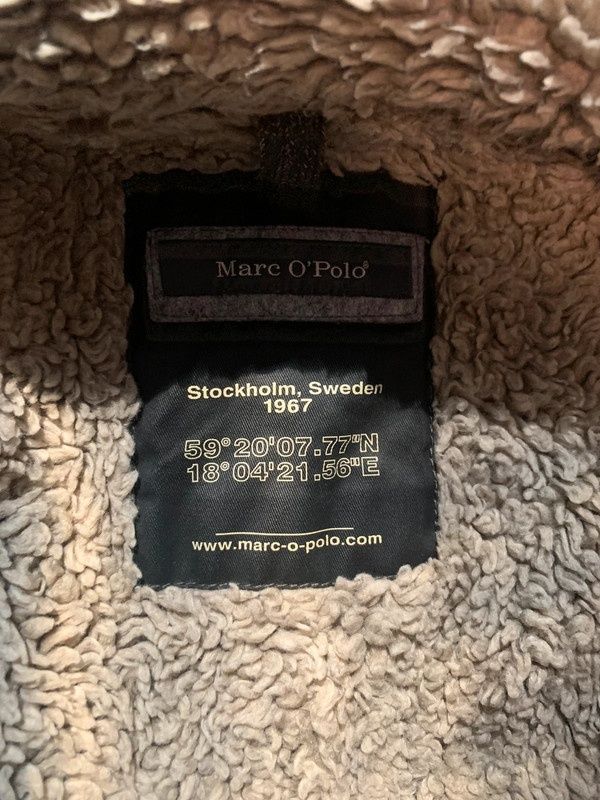 Marc O'Polo®
Stockholm, Sweden
1967
59°20'07.77"N
18°04'21.56"E
www.marc-o-polo.com